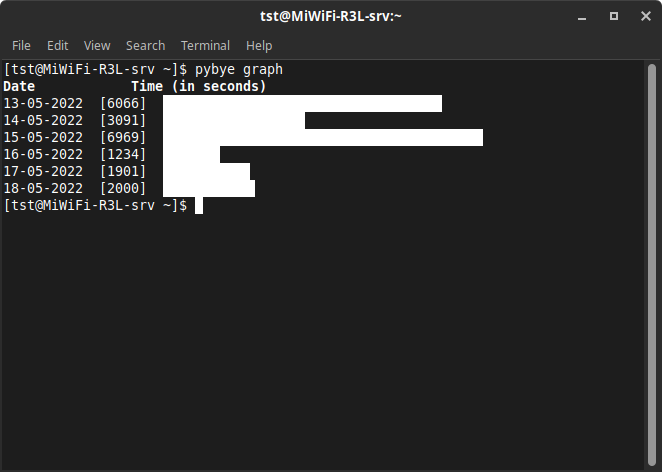 tst@MiWiFi-R3L-srv:~
File Edit View Search Terminal Help
[tst@MiWiFi-R3L-srv ~]$ pybye graph
Date Time (in seconds)
13-05-2022 [6066]
14-05-2022 [3091]
15-05-2022 [6969]
16-05-2022 [1234]
17-05-2022 [1901]
18-05-2022 [2000]
[tst@MiWiFi-R3L-srv ~]$